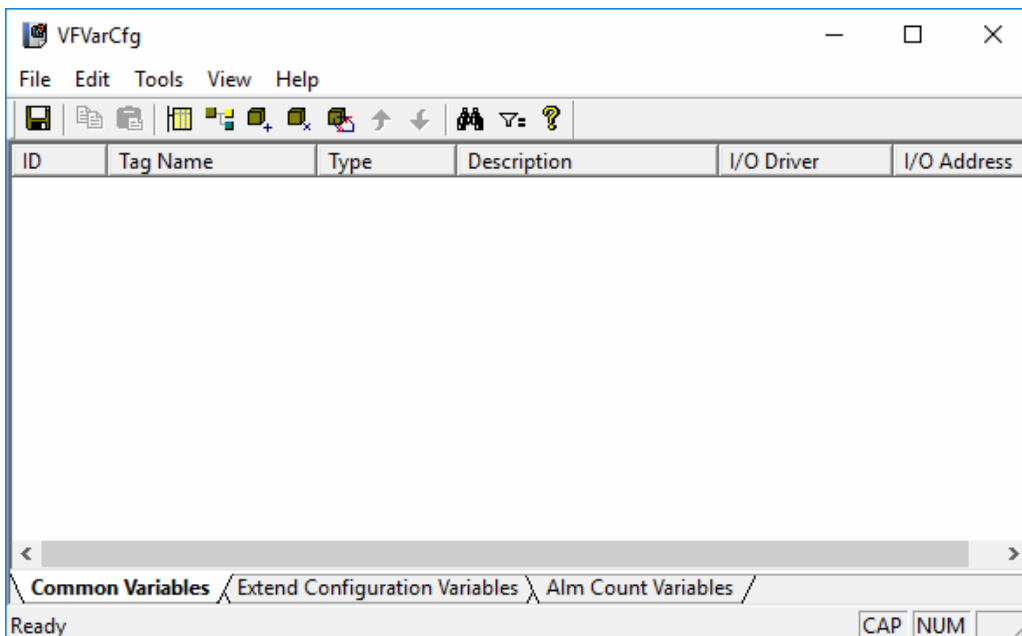 VFVarCfg
File Edit Tools View Help
ID Tag Name Type Description I/O Driver I/O Address
Common Variables Extend Configuration Variables Alm Count Variables
Ready CAP NUM